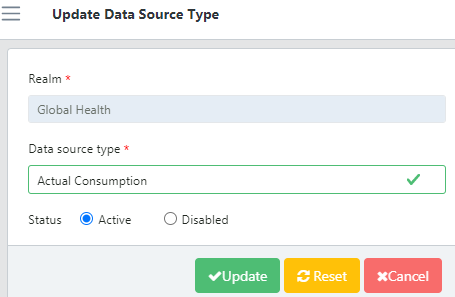 Update Data Source Type
Realm *
Global Health
Data source type *
Actual Consumption
Status Active Disabled
Update Reset Cancel